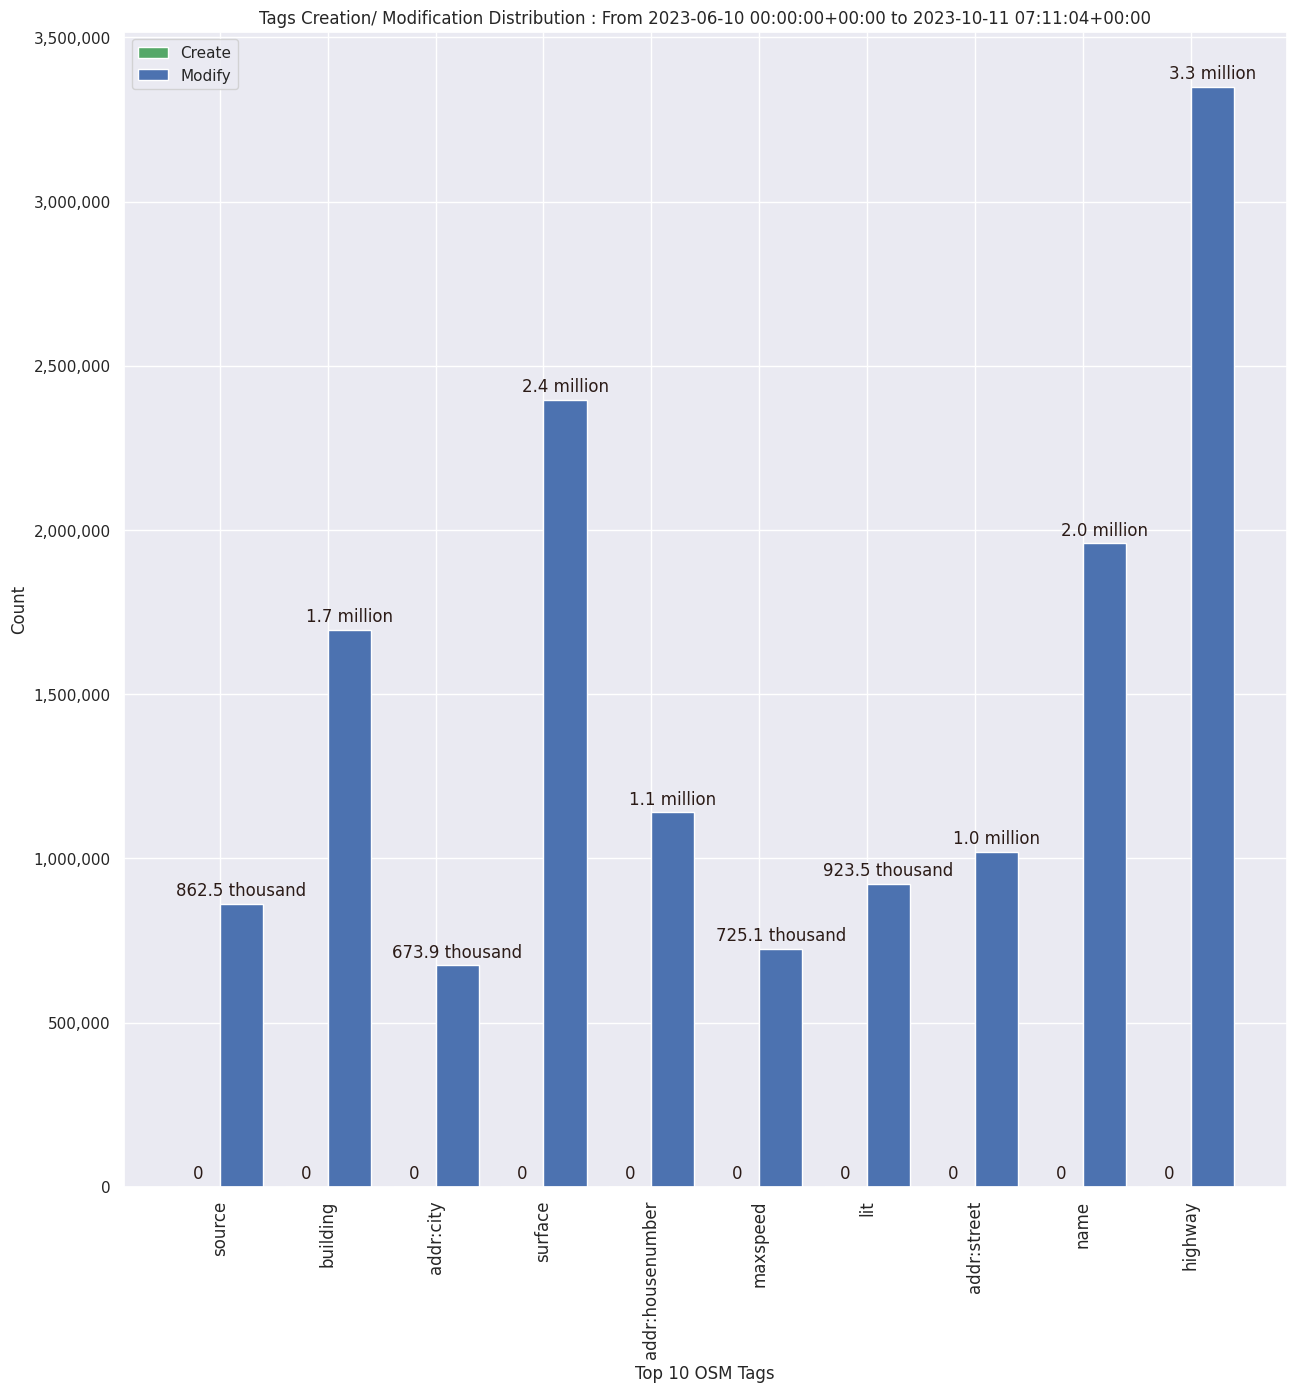 Tags Creation/ Modification Distribution : From 2023-06-10 00:00:00+00:00 to 2023-10-11 07:11:04+00:00
Create
Modify
3,500,000
3,000,000
2,500,000
2,000,000
1,500,000
1,000,000
500,000
0
Count
862.5 thousand
1.7 million
673.9 thousand
2.4 million
1.1 million
725.1 thousand
923.5 thousand
1.0 million
2.0 million
3.3 million
0
0
0
0
0
0
0
0
0
0
source
building
addr:city
surface
addr:housenumber
maxspeed
lit
addr:street
name
highway
Top 10 OSM Tags